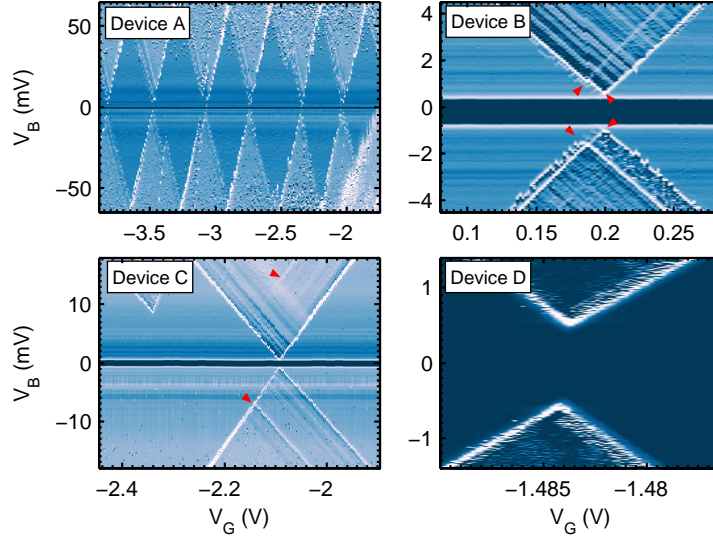 Device A
V_B (mV)
50
0
−50
−3.5 −3 −2.5 −2
Device B
4
2
0
−2
−4
0.1 0.15 0.2 0.25
Device C
V_B (mV)
10
0
−10
−2.4 −2.2 −2
V_G (V)
Device D
1
0
−1
−1.485 −1.48
V_G (V)